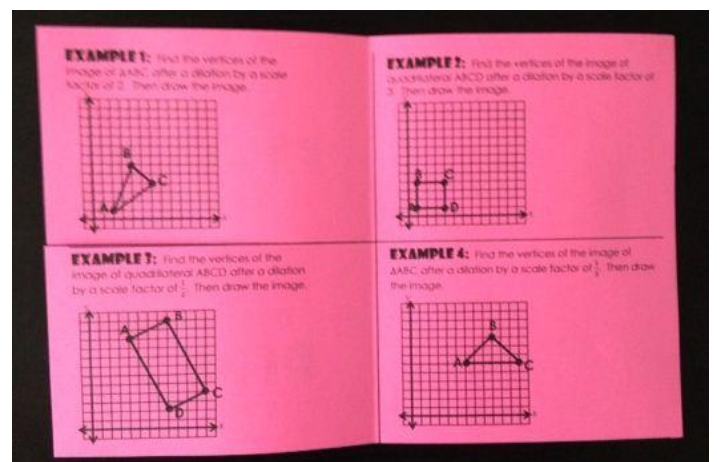 EXAMPLE 1: Find the vertices of the
image of ΔABC after a dilation by a scale
factor of 2. Then draw the image.
B
C
A
EXAMPLE 2: Find the vertices of the image of
quadrilateral ABCD after a dilation by a scale factor of
3. Then draw the image.
B C
A D
EXAMPLE 3: Find the vertices of the
image of quadrilateral ABCD after a dilation
by a scale factor of 1/2. Then draw the image.
A B
C
D
EXAMPLE 4: Find the vertices of the image of
ΔABC after a dilation by a scale factor of Then draw
the image.
B
A C